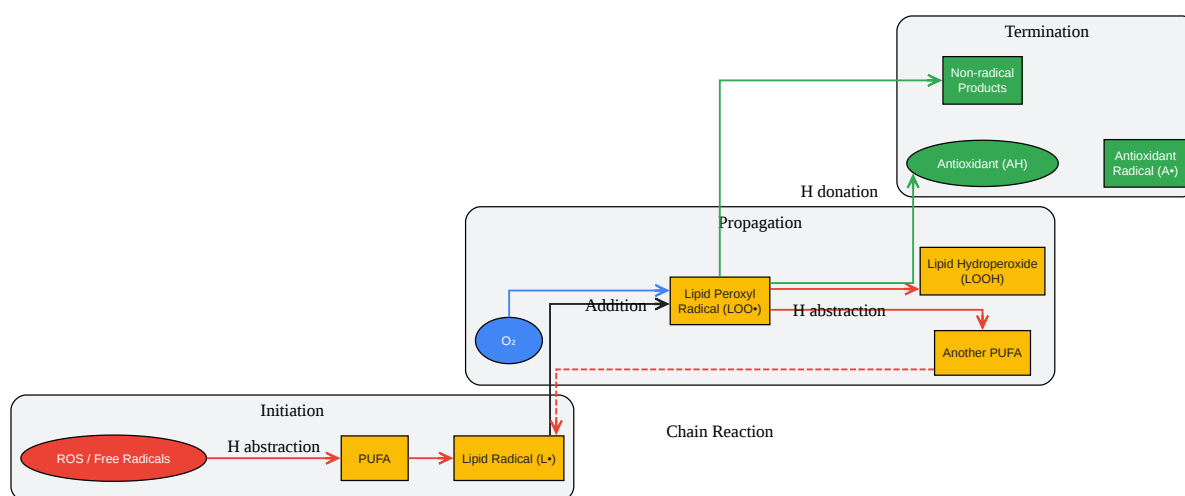 Termination
Non-radical
Products
Antioxidant (AH)
Antioxidant
Radical (A•)
H donation
Propagation
Lipid Hydroperoxide
(LOOH)
Lipid Peroxyl
Radical (LOO•)
Addition
H abstraction
O₂
Another PUFA
Initiation
Chain Reaction
H abstraction
ROS / Free Radicals
PUFA
Lipid Radical (L•)